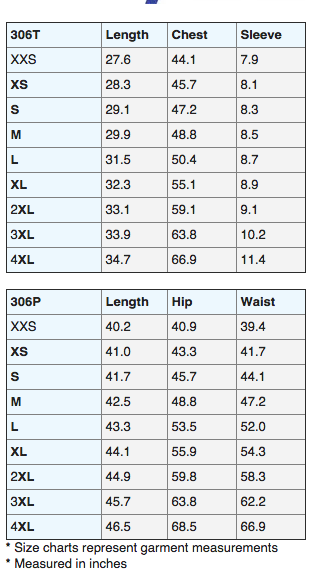 306T Length Chest Sleeve
XXS 27.6 44.1 7.9
XS 28.3 45.7 8.1
S 29.1 47.2 8.3
M 29.9 48.8 8.5
L 31.5 50.4 8.7
XL 32.3 55.1 8.9
2XL 33.1 59.1 9.1
3XL 33.9 63.8 10.2
4XL 34.7 66.9 11.4
306P Length Hip Waist
XXS 40.2 40.9 39.4
XS 41.0 43.3 41.7
S 41.7 45.7 44.1
M 42.5 48.8 47.2
L 43.3 53.5 52.0
XL 44.1 55.9 54.3
2XL 44.9 59.8 58.3
3XL 45.7 63.8 62.2
4XL 46.5 68.5 66.9
* Size charts represent garment measurements
* Measured in inches